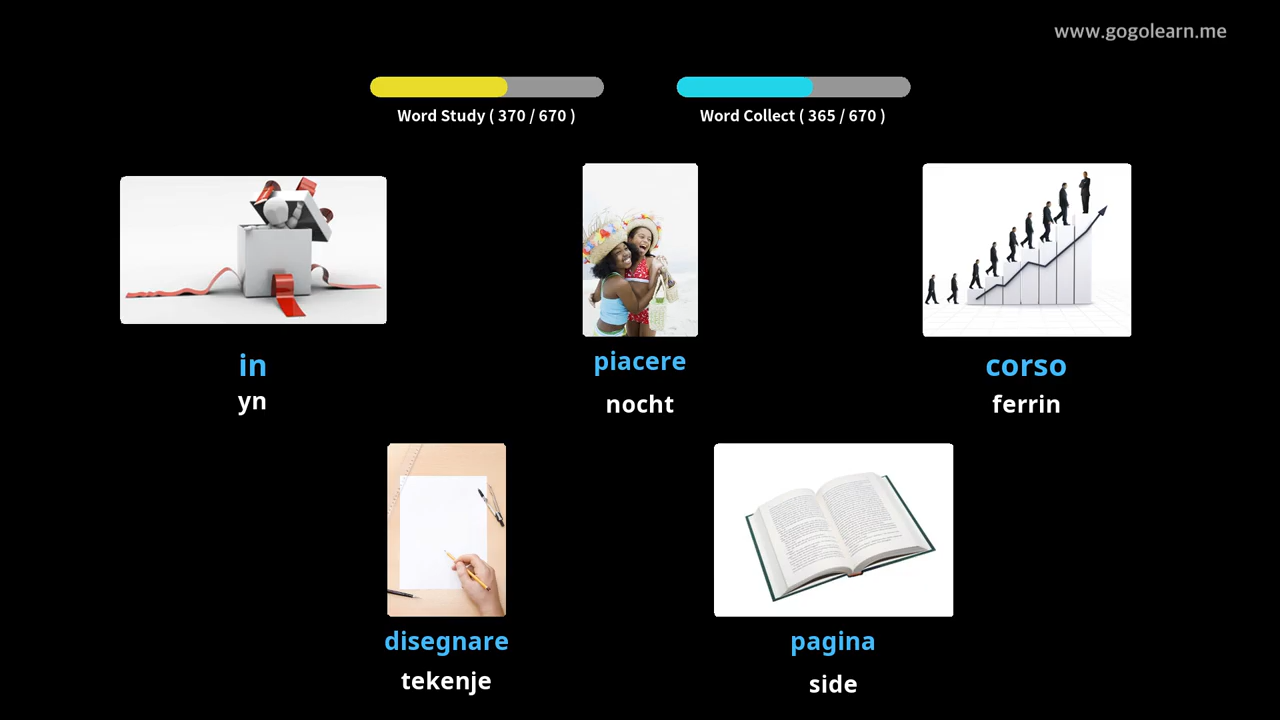 www.gogolearn.me
Word Study ( 370 / 670 )
Word Collect ( 365 / 670 )
in
yn
piacere
nocht
corso
ferrin
disegnare
tekenje
pagina
side